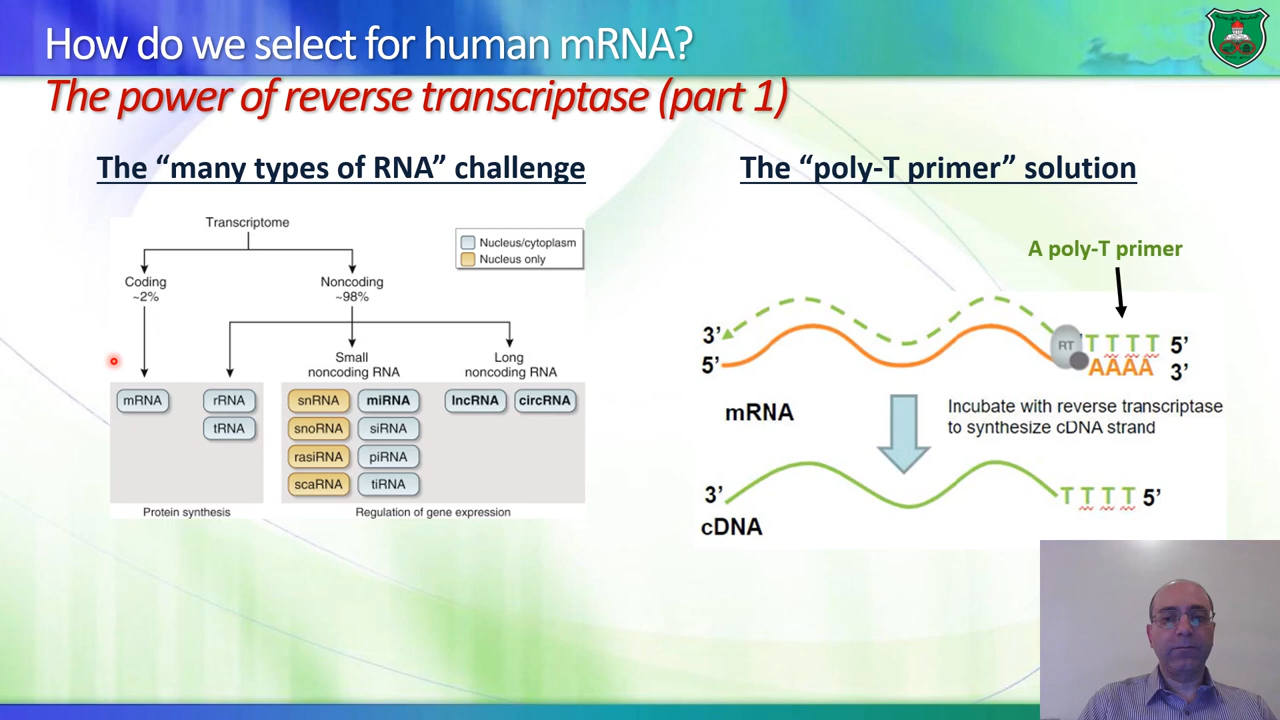 How do we select for human mRNA?
The power of reverse transcriptase (part 1)
The “many types of RNA” challenge
Transcriptome
Nucleus/cytoplasm
Nucleus only
Coding
~2%
Noncoding
~98%
Small
noncoding RNA
Long
noncoding RNA
mRNA
rRNA
tRNA
snRNA
miRNA
lncRNA
circRNA
snoRNA
siRNA
rasiRNA
piRNA
scaRNA
tiRNA
Protein synthesis
Regulation of gene expression
The “poly-T primer” solution
A poly-T primer
3’
5’
RT
TTTT 5’
AAAA 3’
mRNA
Incubate with reverse transcriptase
to synthesize cDNA strand
3’
TTTT 5’
cDNA